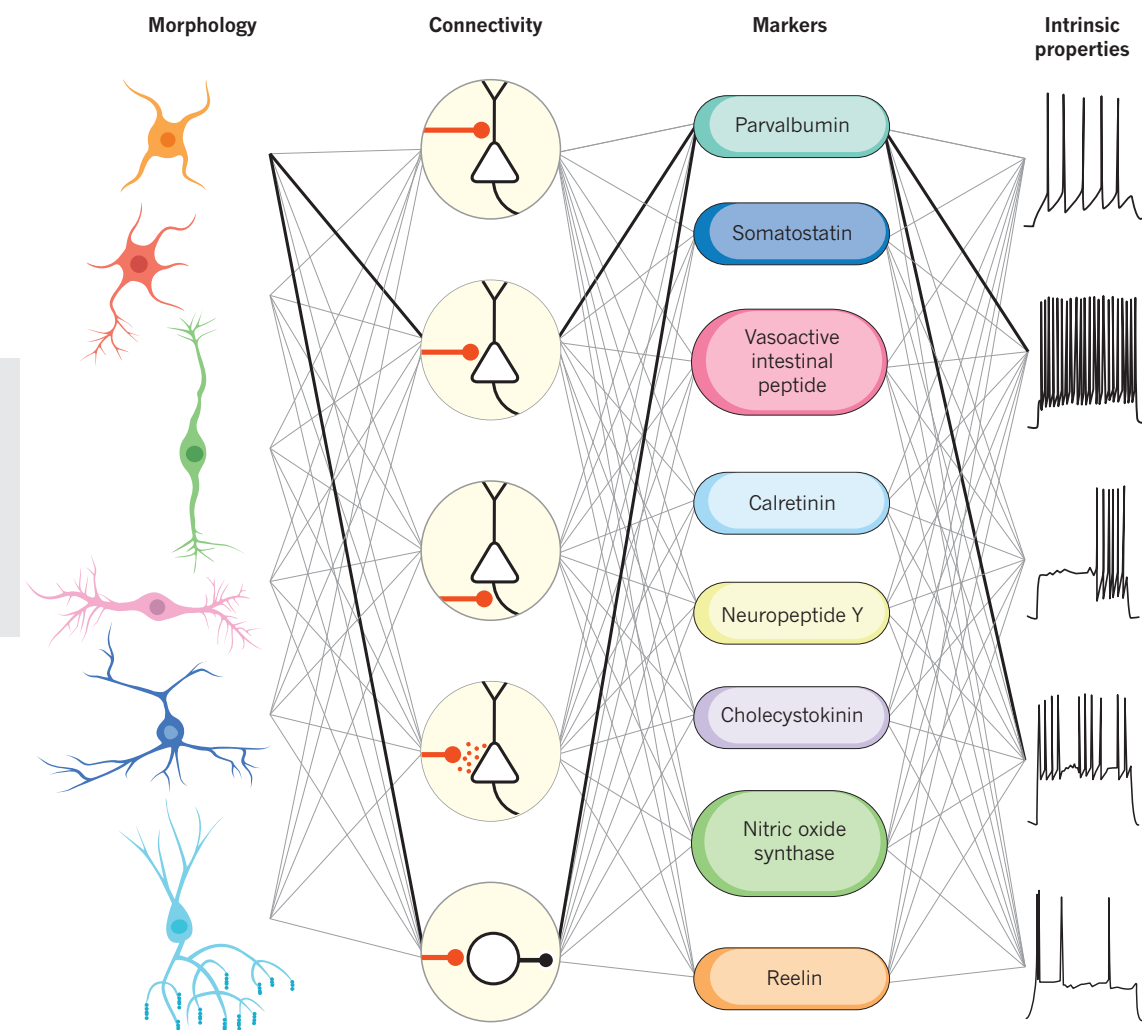 Morphology
Connectivity
Markers
Intrinsic
properties
Parvalbumin
Somatostatin
Vasoactive
intestinal
peptide
Calretinin
Neuropeptide Y
Cholecystokinin
Nitric oxide
synthase
Reelin